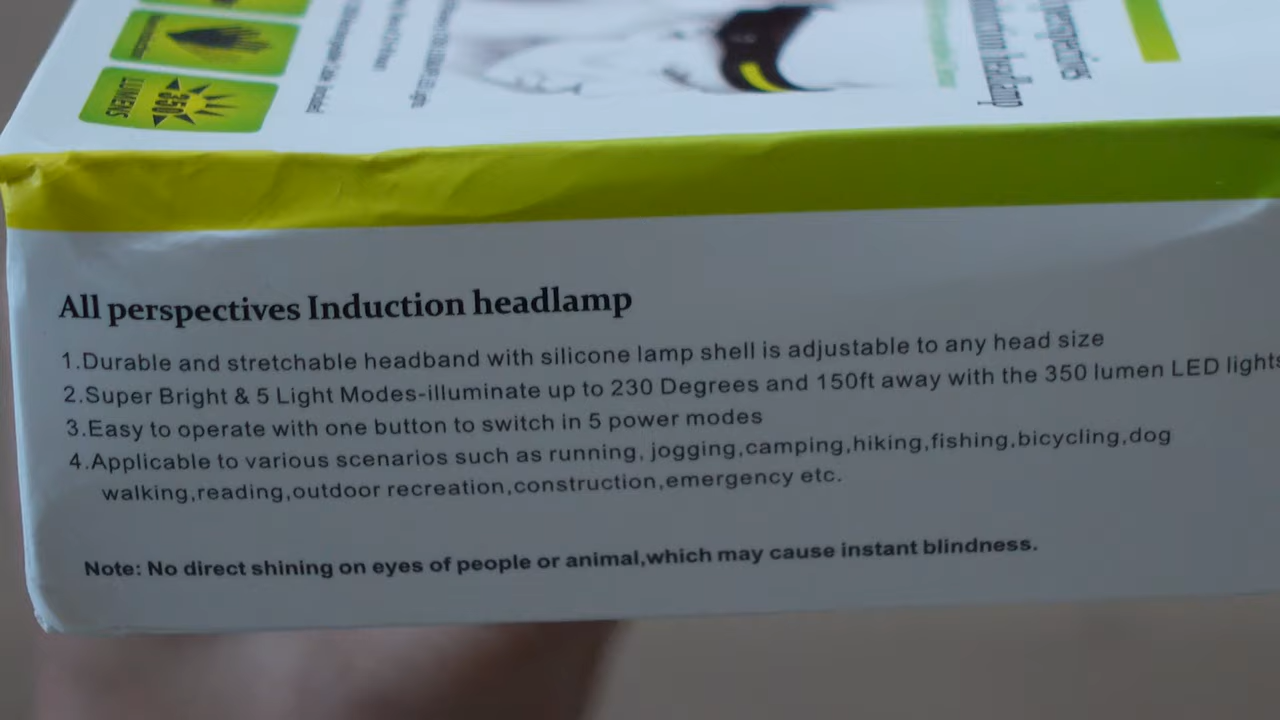 350
LUMENS
Induction headlamp
All perspectives Induction headlamp
1.Durable and stretchable headband with silicone lamp shell is adjustable to any head size
2.Super Bright & 5 Light Modes-illuminate up to 230 Degrees and 150ft away with the 350 lumen LED lights
3.Easy to operate with one button to switch in 5 power modes
4.Applicable to various scenarios such as running, jogging,camping,hiking,fishing,bicycling,dog
walking,reading,outdoor recreation,construction,emergency etc.
Note: No direct shining on eyes of people or animal,which may cause instant blindness.